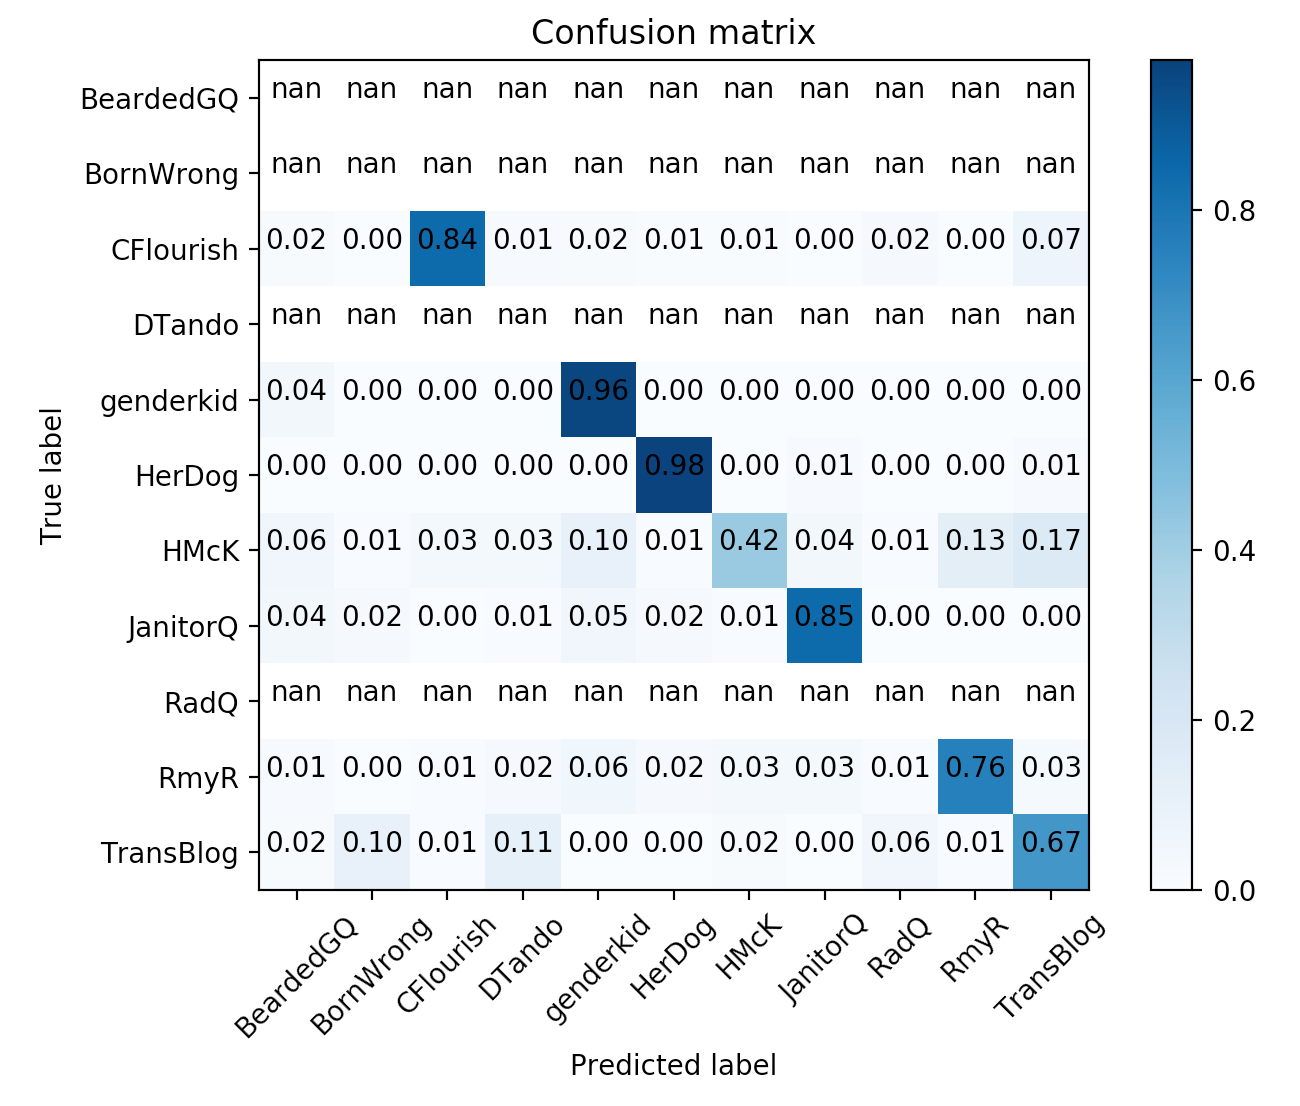 Confusion matrix
BeardedGQ nan nan nan nan nan nan nan nan nan nan nan
BornWrong nan nan nan nan nan nan nan nan nan nan nan
CFlourish 0.02 0.00 0.84 0.01 0.02 0.01 0.01 0.00 0.02 0.00 0.07
DTando nan nan nan nan nan nan nan nan nan nan nan
genderkid 0.04 0.00 0.00 0.00 0.96 0.00 0.00 0.00 0.00 0.00 0.00
HerDog 0.00 0.00 0.00 0.00 0.00 0.98 0.00 0.01 0.00 0.00 0.01
HMcK 0.06 0.01 0.03 0.03 0.10 0.01 0.42 0.04 0.01 0.13 0.17
JanitorQ 0.04 0.02 0.00 0.01 0.05 0.02 0.01 0.85 0.00 0.00 0.00
RadQ nan nan nan nan nan nan nan nan nan nan nan
RmyR 0.01 0.00 0.01 0.02 0.06 0.02 0.03 0.03 0.01 0.76 0.03
TransBlog 0.02 0.10 0.01 0.11 0.00 0.00 0.02 0.00 0.06 0.01 0.67
True label
BeardedGQ BornWrong CFlourish DTando genderkid HerDog HMcK JanitorQ RadQ RmyR TransBlog
Predicted label
0.8
0.6
0.4
0.2
0.0